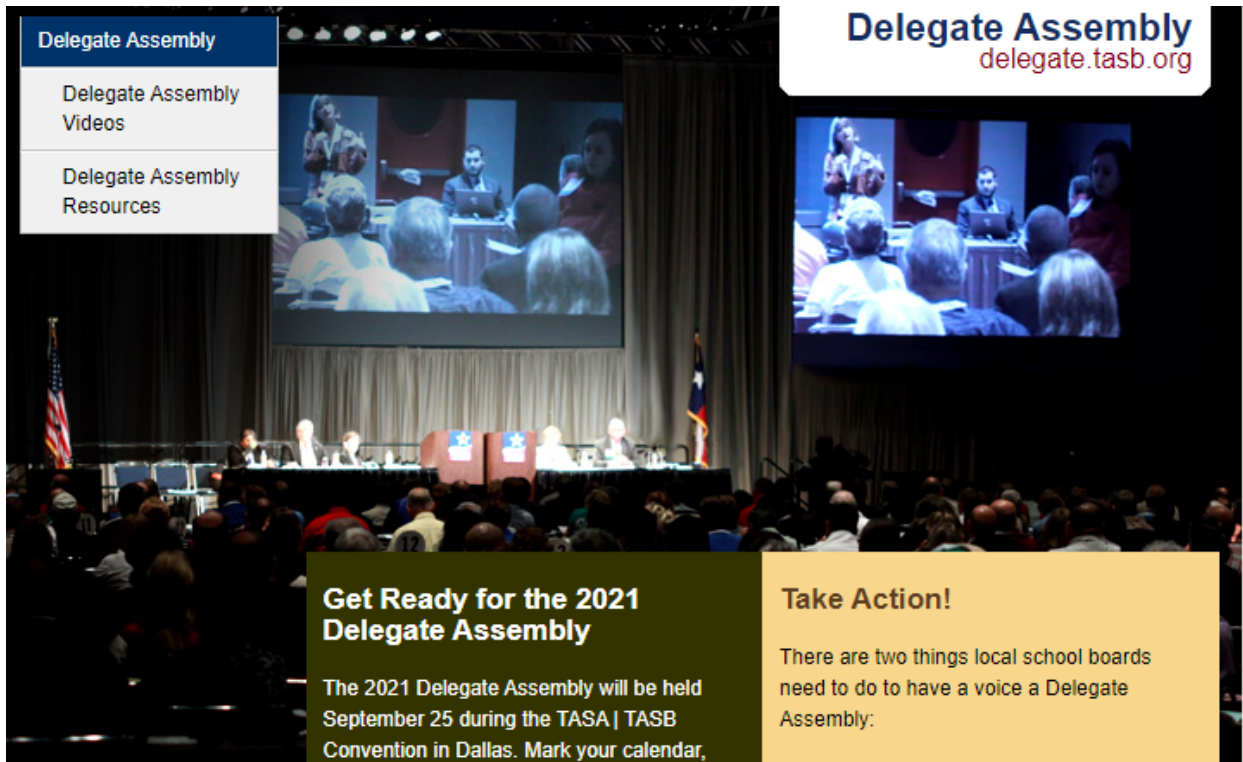 Delegate Assembly
Delegate Assembly
Videos
Delegate Assembly
Resources
Delegate Assembly
delegate.tasb.org
12
Get Ready for the 2021
Delegate Assembly
The 2021 Delegate Assembly will be held
September 25 during the TASA | TASB
Convention in Dallas. Mark your calendar,
Take Action!
There are two things local school boards
need to do to have a voice a Delegate
Assembly: